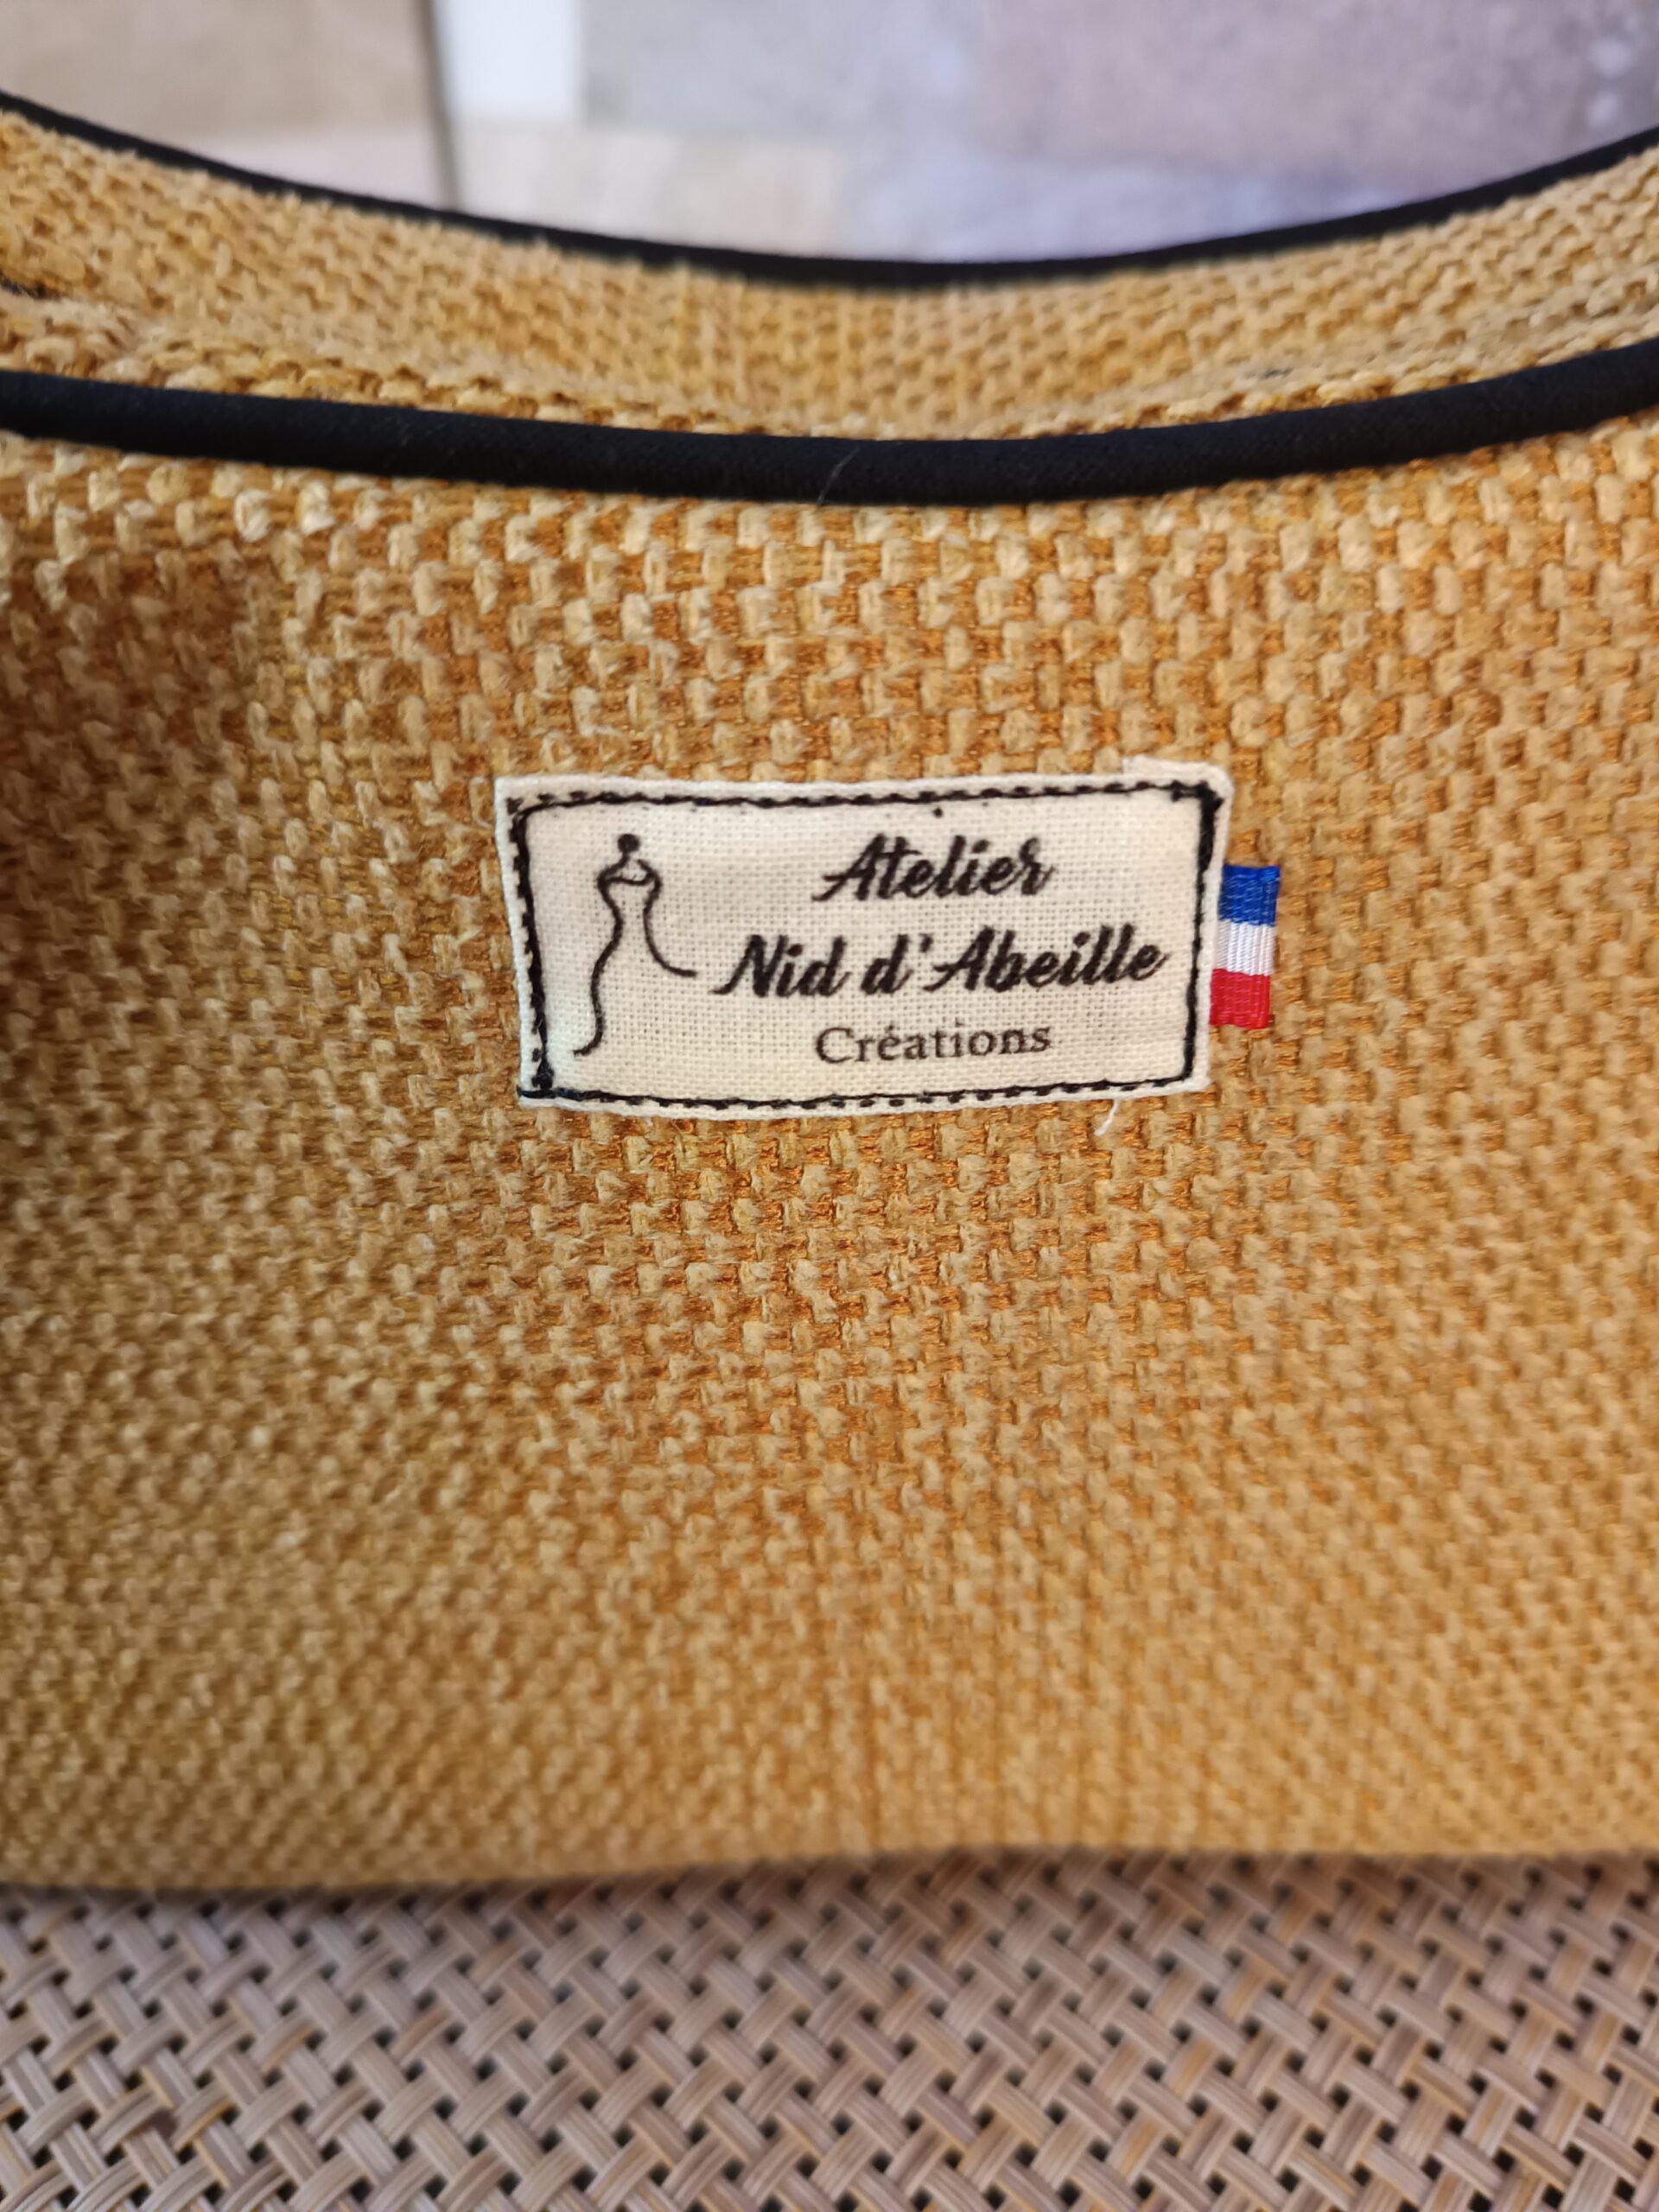 Atelier
Nid d'Abeille
Créations